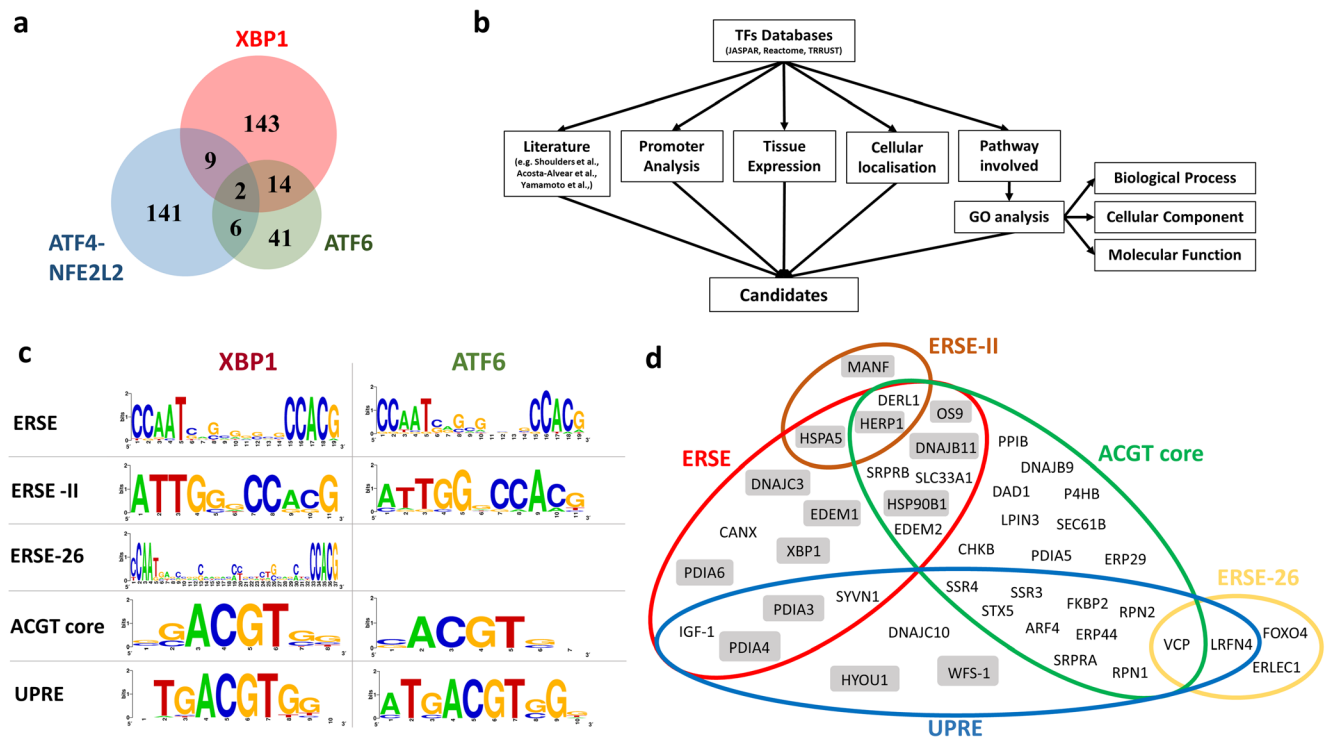 a
XBP1
143
9
2
14
141
6
41
ATF4-
NFE2L2
ATF6
b
TFs Databases
(JASPAR, Reactome, TRRUST)
Literature
(e.g. Shoulders et al.,
Acosta-Alvear et al.,
Yamamoto et al.,)
Promoter
Analysis
Tissue
Expression
Cellular
localisation
Pathway
involved
GO analysis
Biological Process
Cellular Component
Molecular Function
Candidates
c
XBP1
ATF6
ERSE
ERSE -II
ERSE-26
ACGT core
UPRE
d
ERSE-II
MANF
DERL1
OS9
HERP1
HSPA5
DNAJB11
ERSE
ACGT core
PPIB
DNAJB9
SRPRB
SLC33A1
DNAJC3
DAD1
P4HB
HSP90B1
EDEM1
LPIN3
SEC61B
EDEM2
CANX
XBP1
CHKB
PDIA5
ERP29
PDIA6
ERSE-26
SSR4
SSR3
SYVN1
PDIA3
STX5
FKBP2
RPN2
IGF-1
DNAJC10
ARF4
ERP44
FOXO4
PDIA4
VCP
LRFN4
SRPRA
ERLEC1
HYOU1
WFS-1
RPN1
UPRE